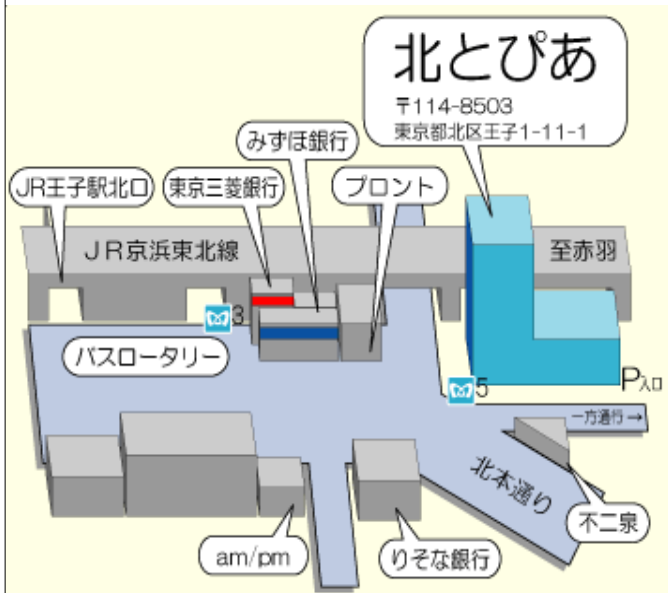 北とぴあ
〒114-8503
東京都北区王子1-11-1
みずほ銀行
JR王子駅北口
東京三菱銀行
プロント
JR京浜東北線
至赤羽
3
バスロータリー
P入口
5
一方通行→
北本通り
不二泉
am/pm
りそな銀行